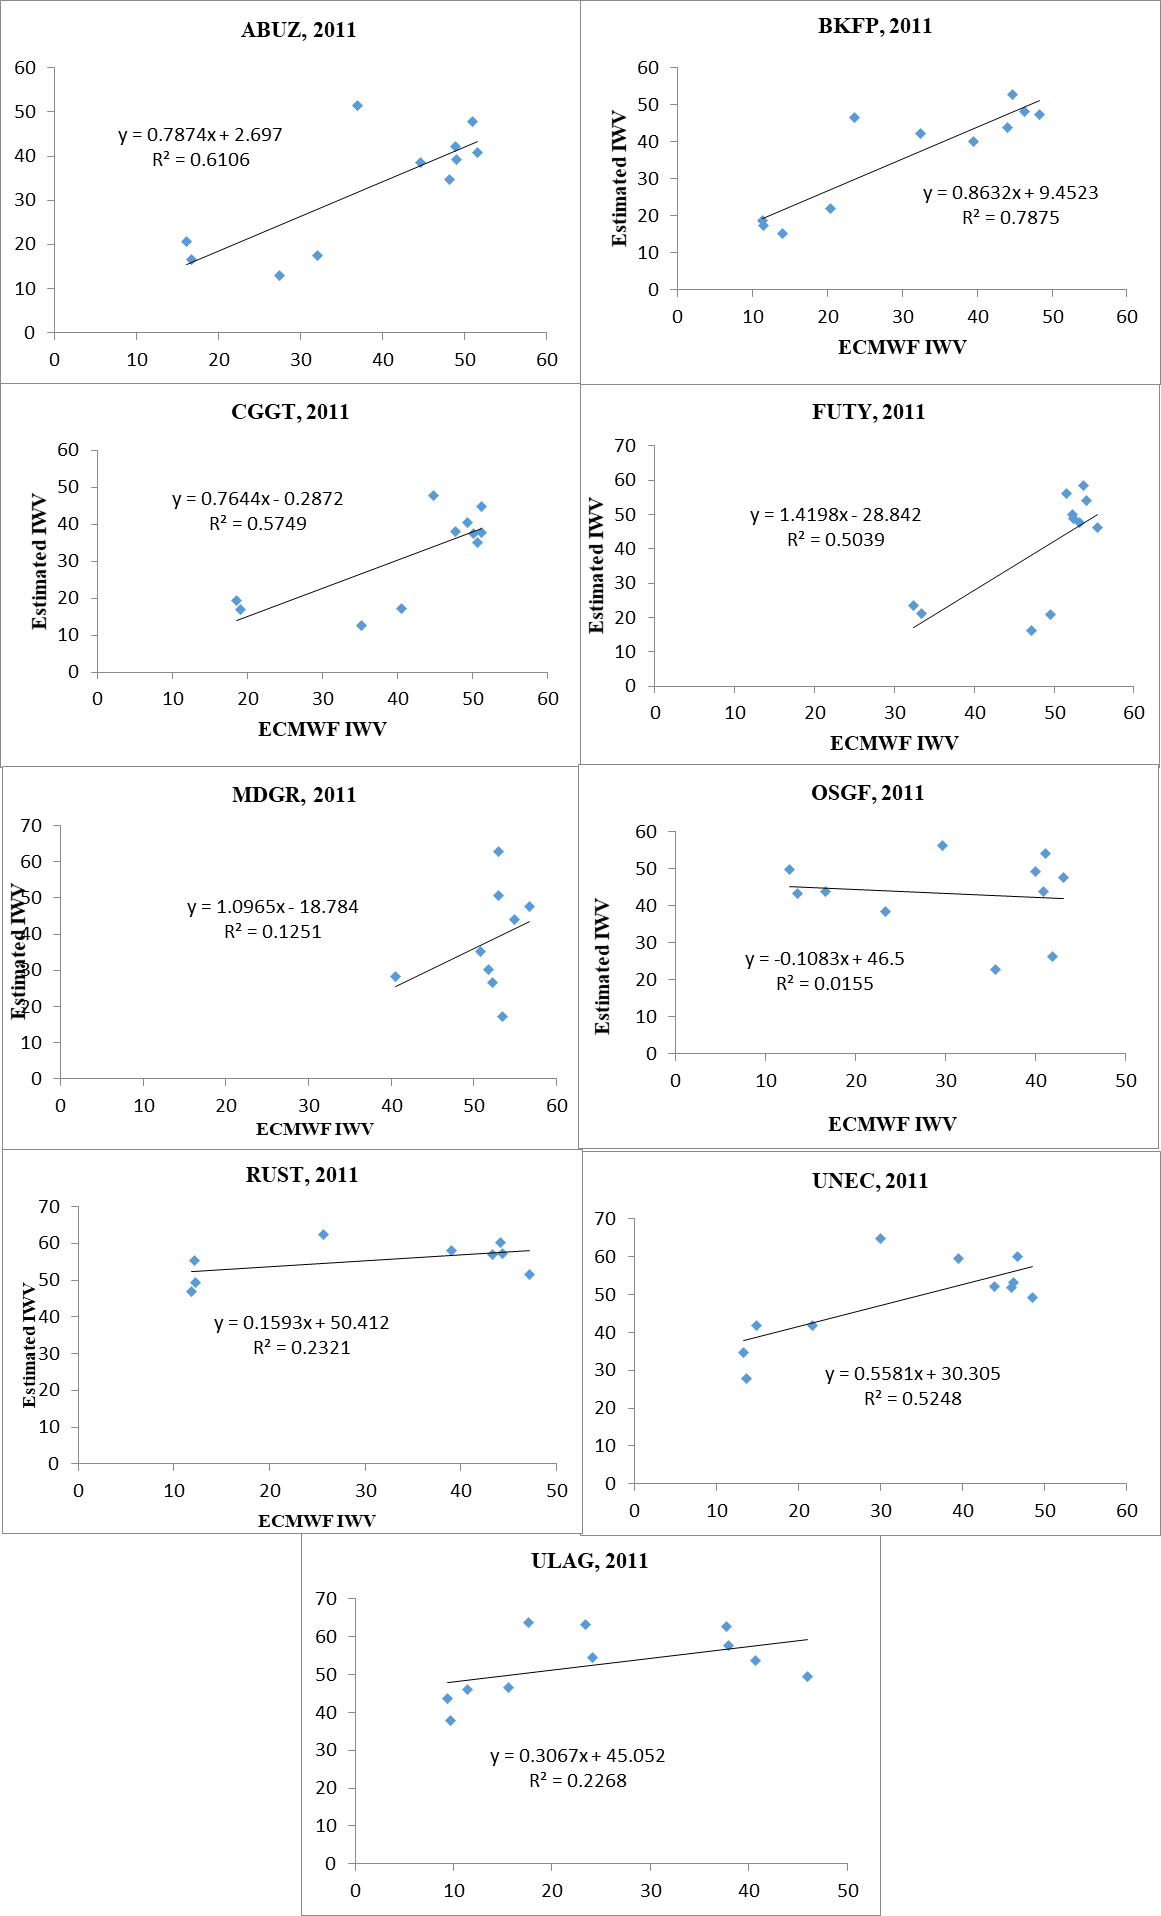 ABUZ, 2011
60
50
40
30
20
10
0
y = 0.7874x + 2.697
R² = 0.6106
0 10 20 30 40 50 60
BKFP, 2011
Estimated IWV
60
50
40
30
20
10
0
y = 0.8632x + 9.4523
R² = 0.7875
0 10 20 30 40 50 60
ECMWF IWV
CGGT, 2011
Estimated IWV
60
50
40
30
20
10
0
y = 0.7644x - 0.2872
R² = 0.5749
0 10 20 30 40 50 60
ECMWF IWV
FUTY, 2011
Estimated IWV
70
60
50
40
30
20
10
0
y = 1.4198x - 28.842
R² = 0.5039
0 10 20 30 40 50 60
ECMWF IWV
MDGR, 2011
Estimated IWV
70
60
50
40
30
20
10
0
y = 1.0965x - 18.784
R² = 0.1251
0 10 20 30 40 50 60
ECMWF IWV
OSGF, 2011
Estimated IWV
60
50
40
30
20
10
0
y = -0.1083x + 46.5
R² = 0.0155
0 10 20 30 40 50
ECMWF IWV
RUST, 2011
Estimated IWV
70
60
50
40
30
20
10
0
y = 0.1593x + 50.412
R² = 0.2321
0 10 20 30 40 50
ECMWF IWV
UNEC, 2011
70
60
50
40
30
20
10
0
y = 0.5581x + 30.305
R² = 0.5248
0 10 20 30 40 50 60
ULAG, 2011
70
60
50
40
30
20
10
0
y = 0.3067x + 45.052
R² = 0.2268
0 10 20 30 40 50